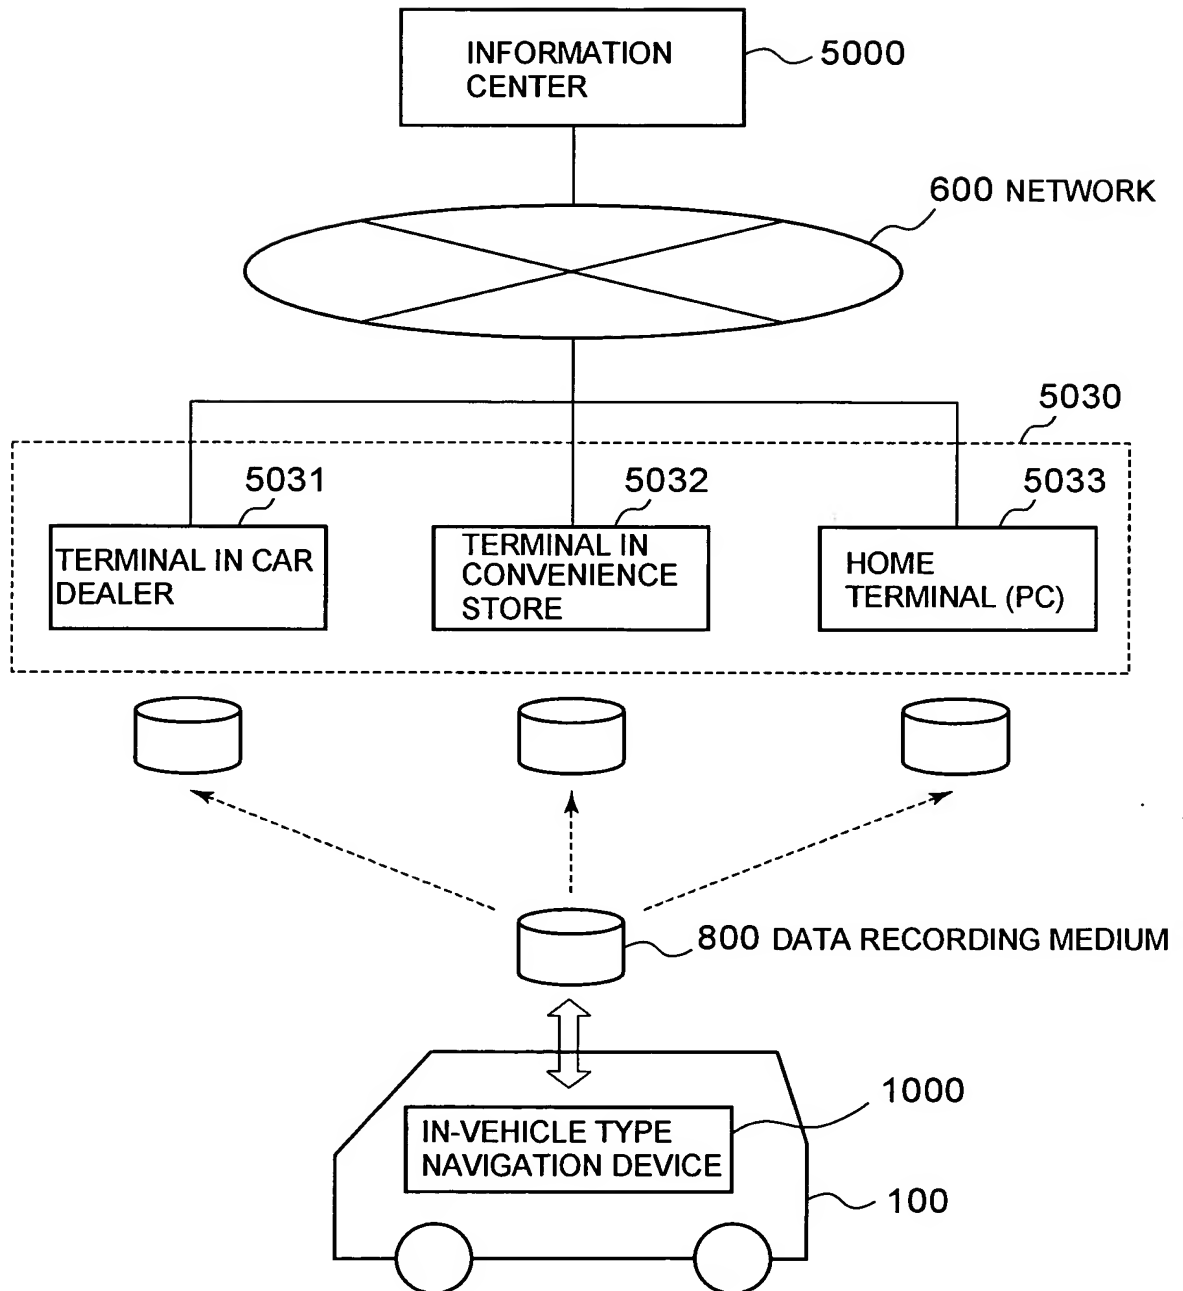 INFORMATION
CENTER
5000
600 NETWORK
5030
5031
5032
5033
TERMINAL IN CAR
DEALER
TERMINAL IN
CONVENIENCE
STORE
HOME
TERMINAL (PC)
800 DATA RECORDING MEDIUM
1000
IN-VEHICLE TYPE
NAVIGATION DEVICE
100